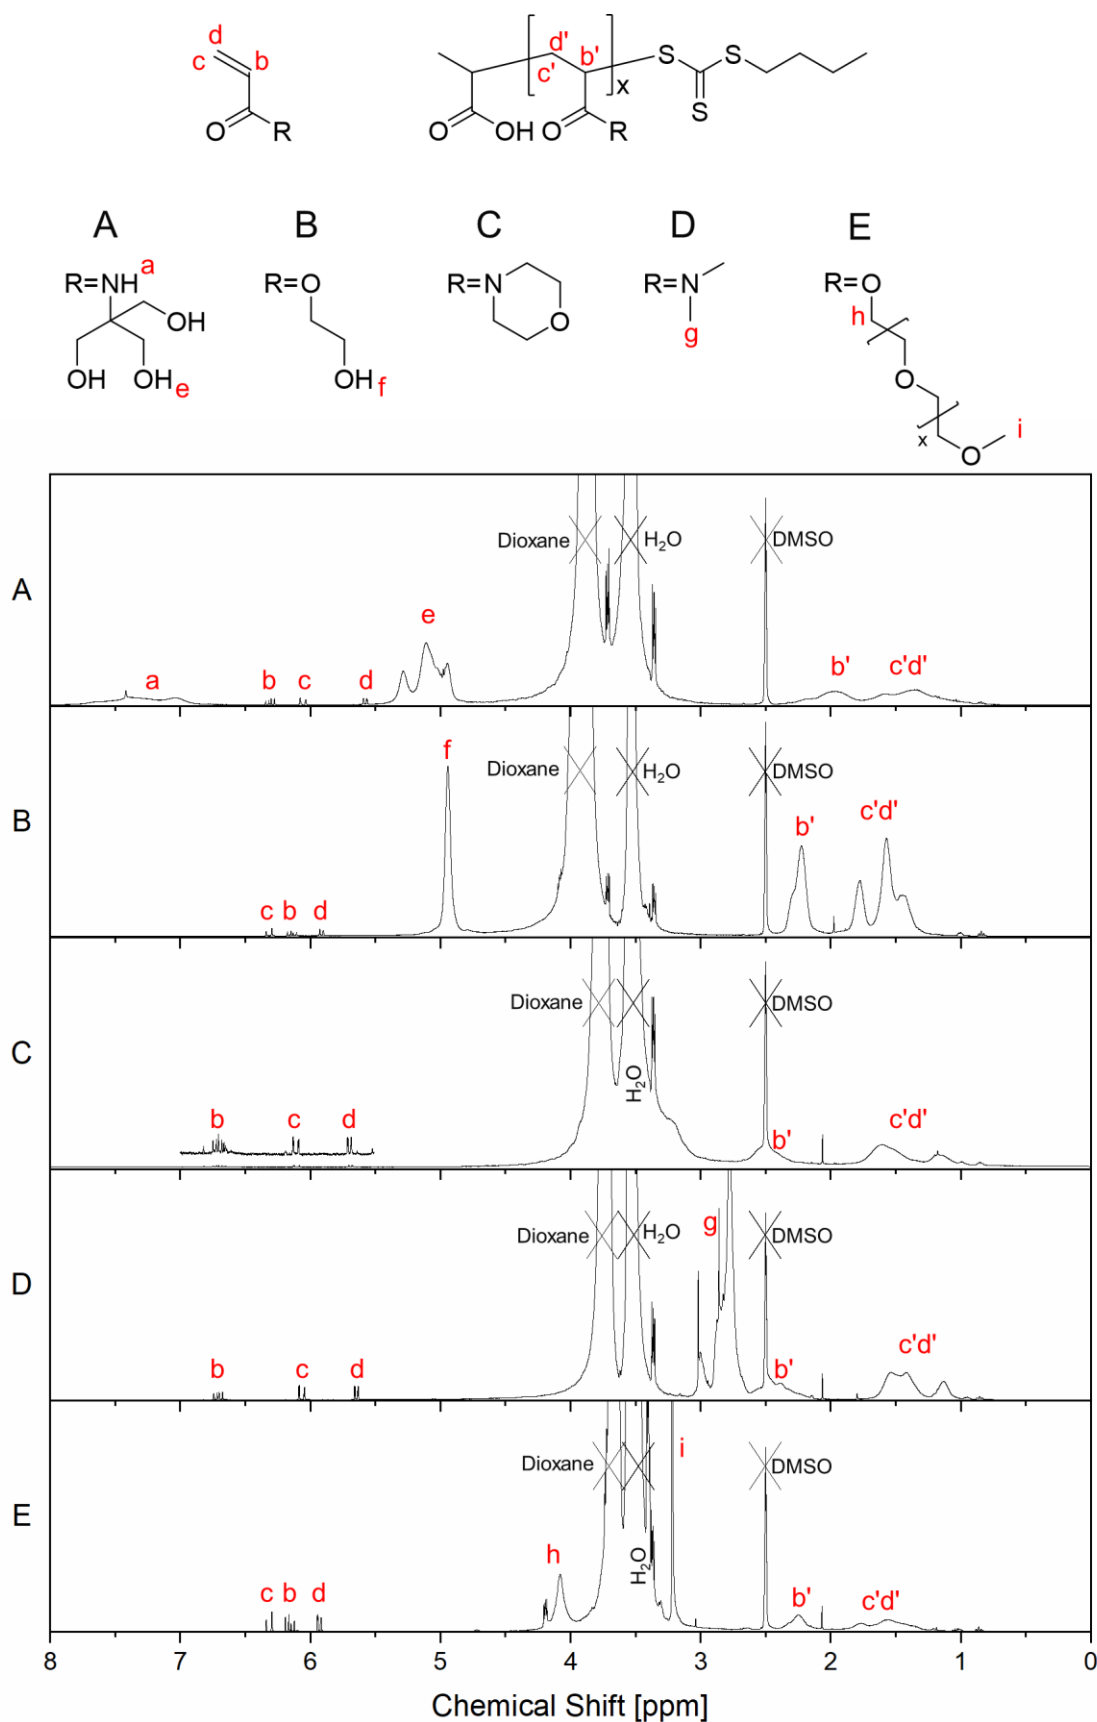 d
c b
O R
d'
c' b'
x
S S
S
O OH O R
A B C D E
R=NH a
OH
OH OH e
R=O
OH f
R=N
O
R=N
g
R=O
h
O
x
O i
A
Dioxane H₂O DMSO
a b c d e b' c'd'
B
Dioxane H₂O DMSO
c b d f b' c'd'
C
Dioxane H₂O DMSO
b c d b' c'd'
D
Dioxane H₂O DMSO
b c d g b' c'd'
E
Dioxane H₂O DMSO
c b d h i b' c'd'
8 7 6 5 4 3 2 1 0
Chemical Shift [ppm]